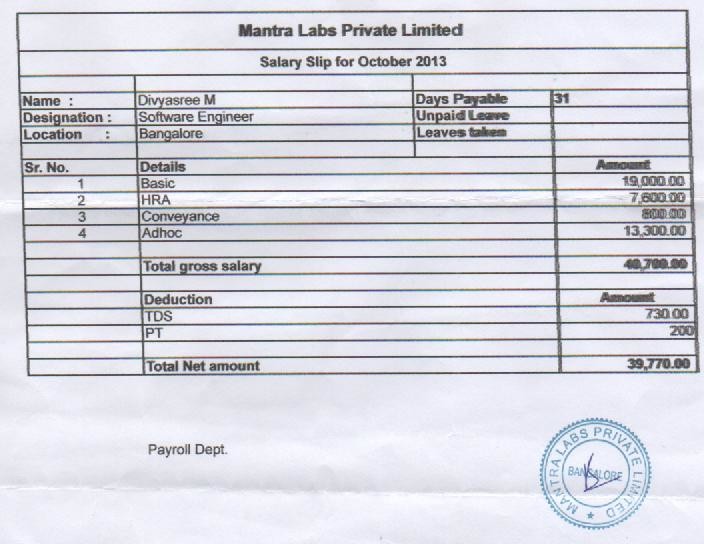 Mantra Labs Private Limited
Salary Slip for October 2013
Name : Divyasree M Days Payable 31
Designation : Software Engineer Unpaid Leave
Location : Bangalore Leaves taken
Sr. No. Details Amount
1 Basic 19,000.00
2 HRA 7,600.00
3 Conveyance 800.00
4 Adhoc 13,300.00
Total gross salary 40,700.00
Deduction Amount
TDS 730.00
PT 200
Total Net amount 39,770.00
Payroll Dept.
MANTRA LABS PRIVATE LIMITED
BANGALORE